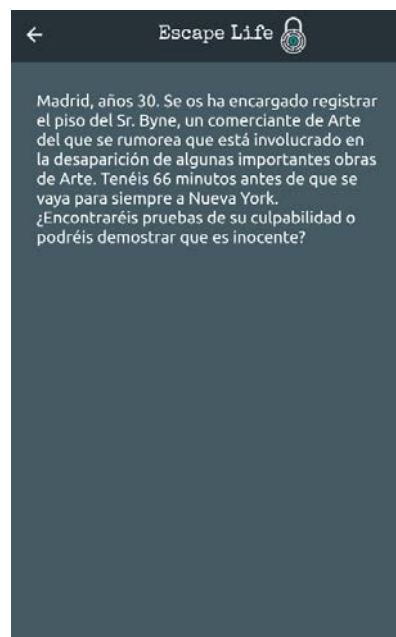 Escape Life
Madrid, años 30. Se os ha encargado registrar
el piso del Sr. Byne, un comerciante de Arte
del que se rumorea que está involucrado en
la desaparición de algunas importantes obras
de Arte. Tenéis 66 minutos antes de que se
vaya para siempre a Nueva York.
¿Encontraréis pruebas de su culpabilidad o
podréis demostrar que es inocente?